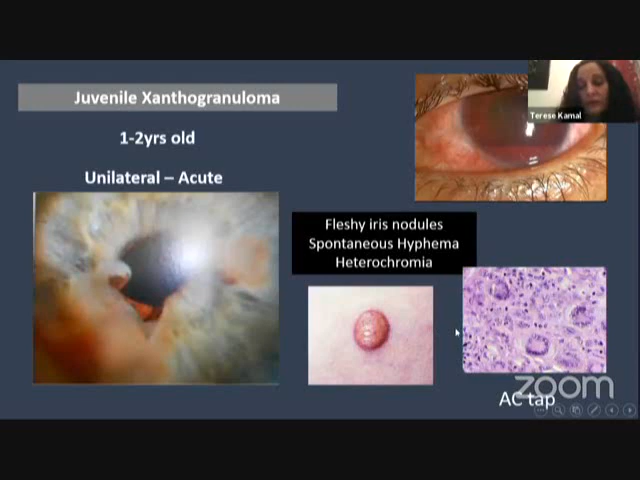 Juvenile Xanthogranuloma
1-2yrs old
Unilateral – Acute
Terese Kamal
Fleshy iris nodules
Spontaneous Hyphema
Heterochromia
zoom
AC tap